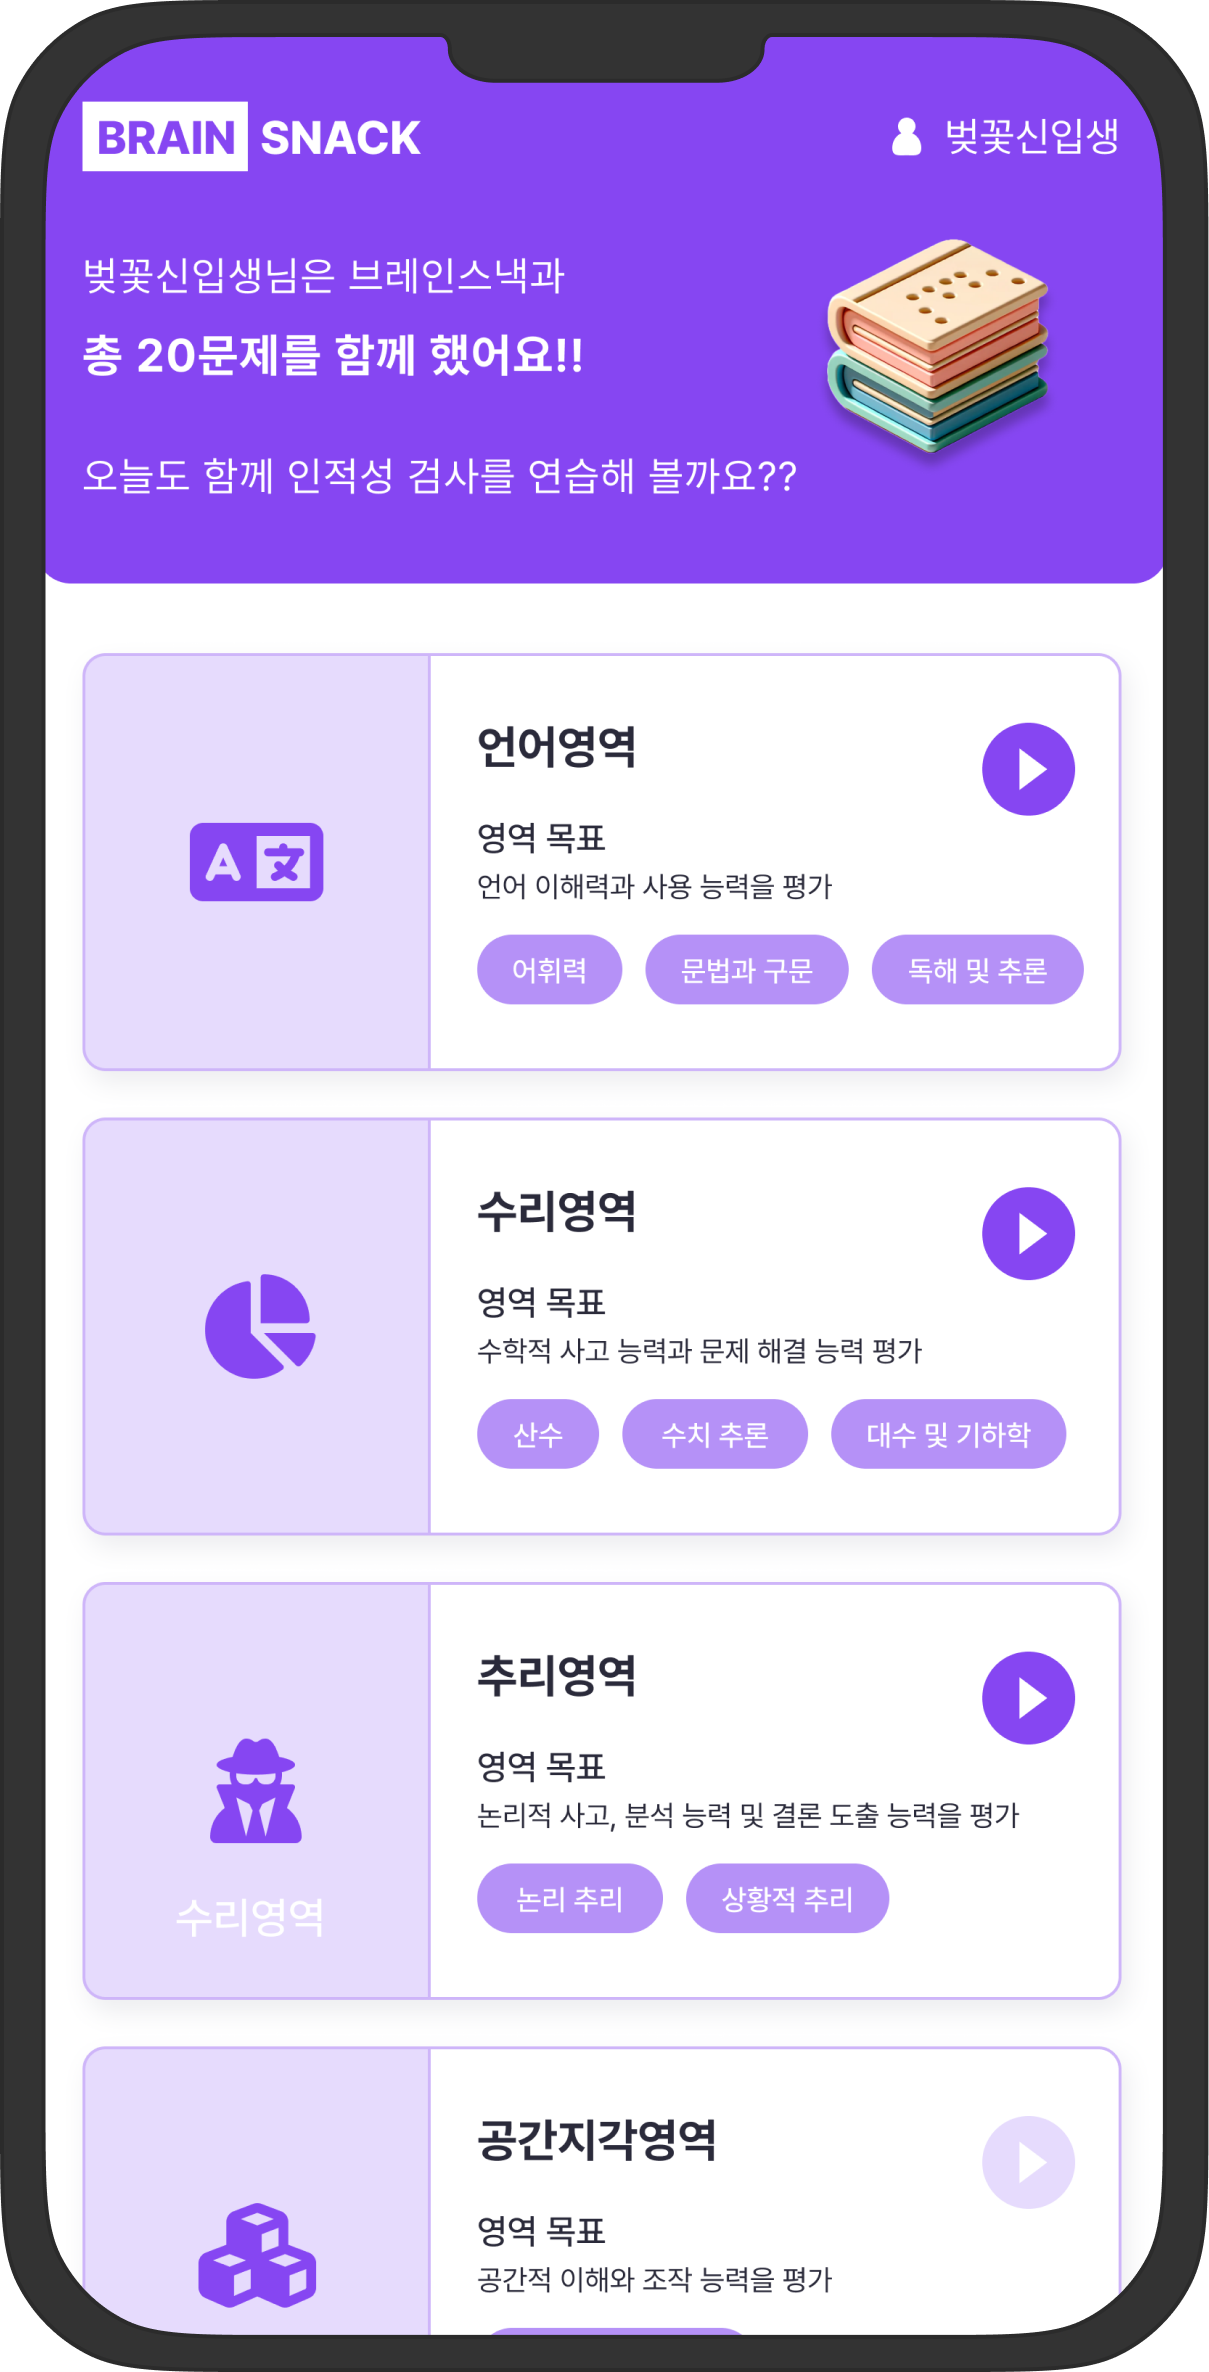 BRAIN SNACK
벚꽃신입생
벚꽃신입생님은 브레인스낵과
총 20문제를 함께 했어요!!
오늘도 함께 인적성 검사를 연습해 볼까요??
A 文
언어영역
영역 목표
언어 이해력과 사용 능력을 평가
어휘력 문법과 구문 독해 및 추론
수리영역
영역 목표
수학적 사고 능력과 문제 해결 능력 평가
산수 수치 추론 대수 및 기하학
수리영역
추리영역
영역 목표
논리적 사고, 분석 능력 및 결론 도출 능력을 평가
논리 추리 상황적 추리
공간지각영역
영역 목표
공간적 이해와 조작 능력을 평가